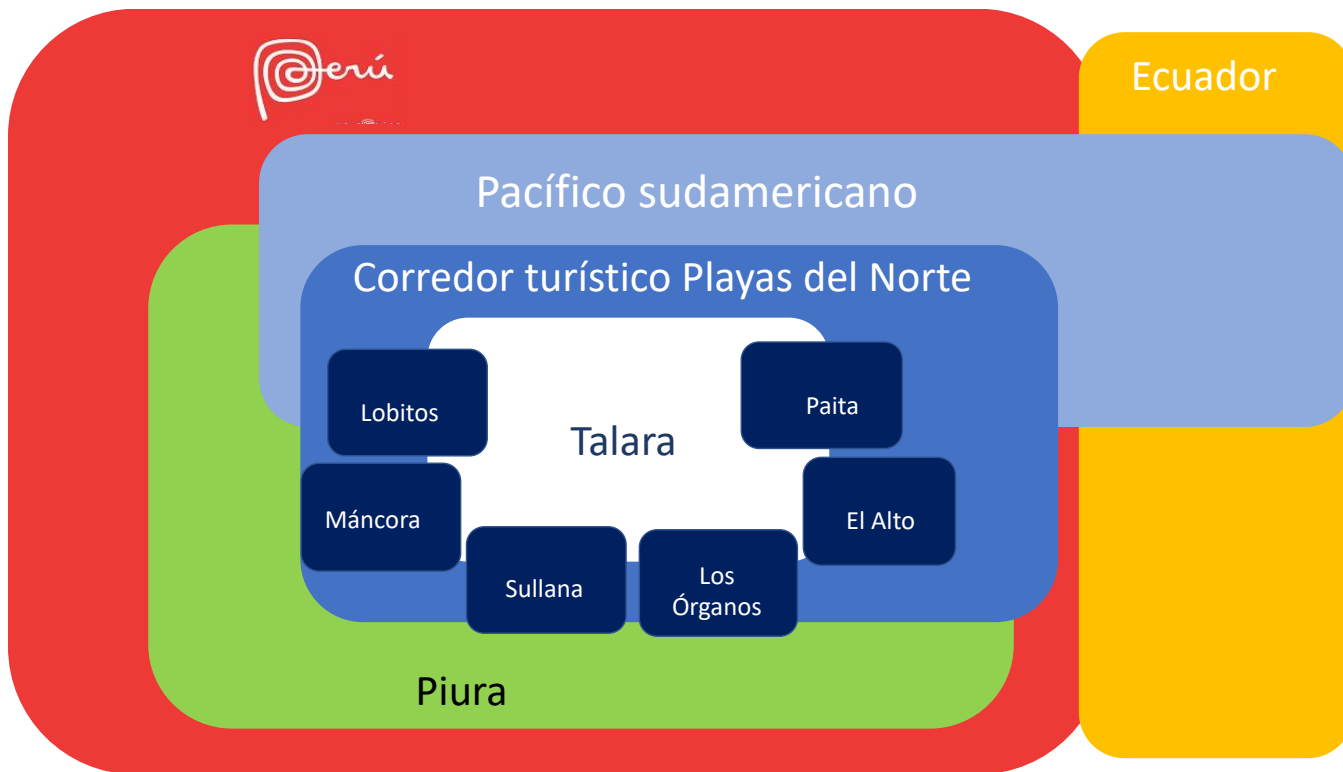 Perú
Ecuador
Pacífico sudamericano
Corredor turístico Playas del Norte
Lobitos
Paita
Talara
Máncora
El Alto
Sullana
Los
Órganos
Piura